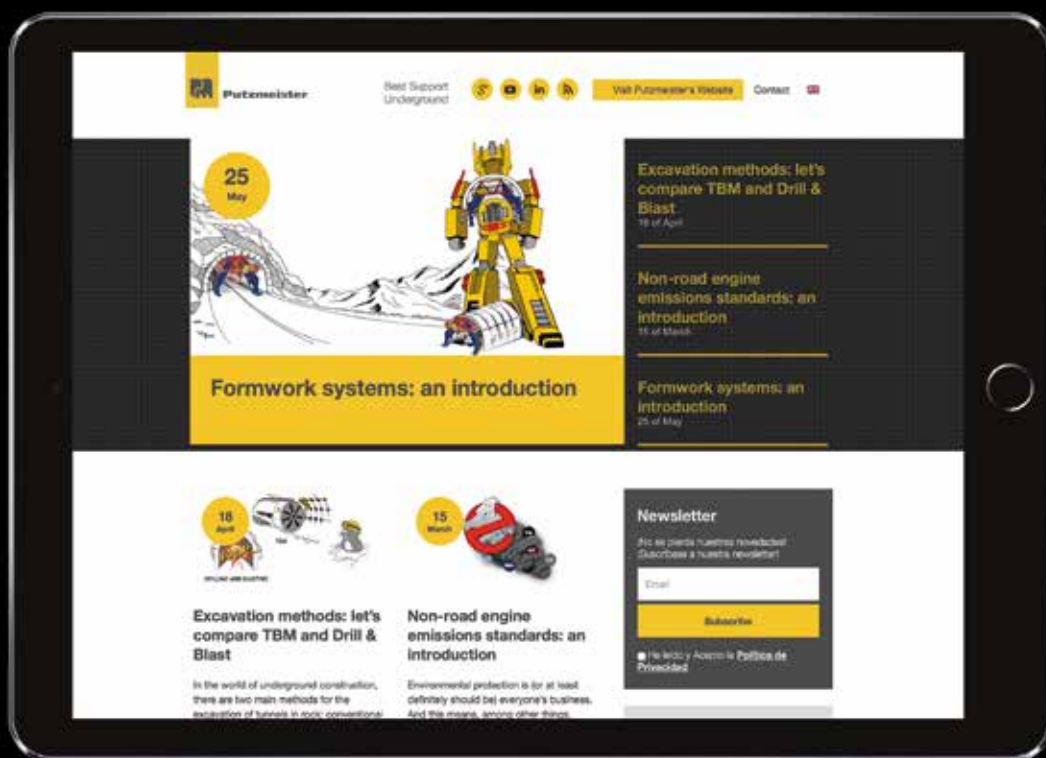 Putzmeister
Best Support
Underground
Visit Putzmeister's Website
Contact
25
May
Formwork systems: an introduction
Excavation methods: let's
compare TBM and Drill &
Blast
18 of April
Non-road engine
emissions standards: an
introduction
15 of March
Formwork systems: an
introduction
25 of May
18
April
TBM
DRILLING AND BLASTING
Excavation methods: let's
compare TBM and Drill &
Blast
In the world of underground construction,
there are two main methods for the
excavation of tunnels in rock: conventional
15
March
Non-road engine
emissions standards: an
introduction
Environmental protection is (or at least
definitely should be) everyone's business.
And this means, among other things,
Newsletter
¡No se pierda nuestras novedades!
¡Suscríbase a nuestra newsletter!
Email
Subscribe
He leído y Acepto la Política de
Privacidad